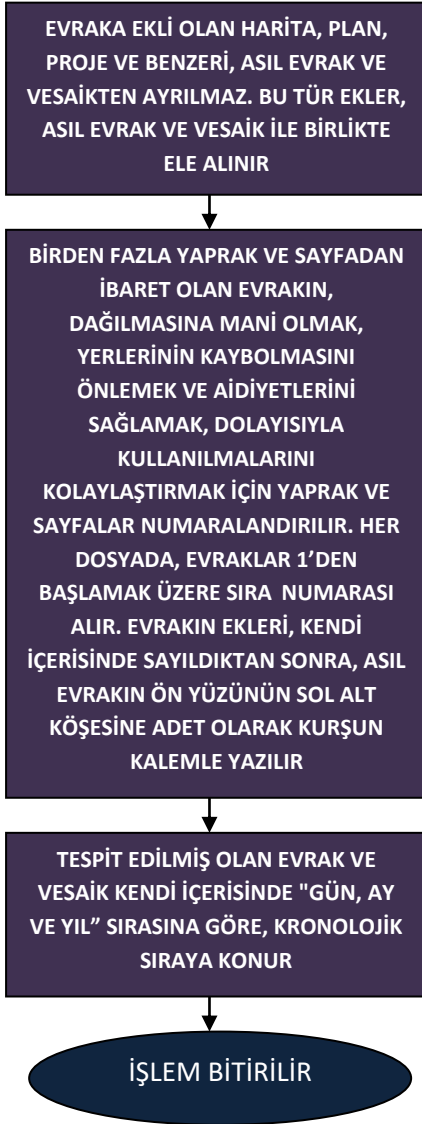 EVRAKA EKLİ OLAN HARİTA, PLAN,
PROJE VE BENZERİ, ASIL EVRAK VE
VESAİKTEN AYRILMAZ. BU TÜR EKLER,
ASIL EVRAK VE VESAİK İLE BİRLİKTE
ELE ALINIR
BİRDEN FAZLA YAPRAK VE SAYFADAN
İBARET OLAN EVRAKIN,
DAĞILMASINA MANİ OLMAK,
YERLERİNİN KAYBOLMASINI
ÖNLEMEK VE AİDİYETLERİNİ
SAĞLAMAK, DOLAYISIYLA
KULLANILMALARINI
KOLAYLAŞTIRMAK İÇİN YAPRAK VE
SAYFALAR NUMARALANDIRILIR. HER
DOSYADA, EVRAKLAR 1’DEN
BAŞLAMAK ÜZERE SIRA NUMARASI
ALIR. EVRAKIN EKLERİ, KENDİ
İÇERİSİNDE SAYILDIKTAN SONRA, ASIL
EVRAKIN ÖN YÜZÜNÜN SOL ALT
KÖŞESİNE ADET OLARAK KURŞUN
KALEMLE YAZILIR
TESPİT EDİLMİŞ OLAN EVRAK VE
VESAİK KENDİ İÇERİSİNDE "GÜN, AY
VE YIL” SIRASINA GÖRE, KRONOLOJİK
SIRAYA KONUR
İŞLEM BİTİRİLİR